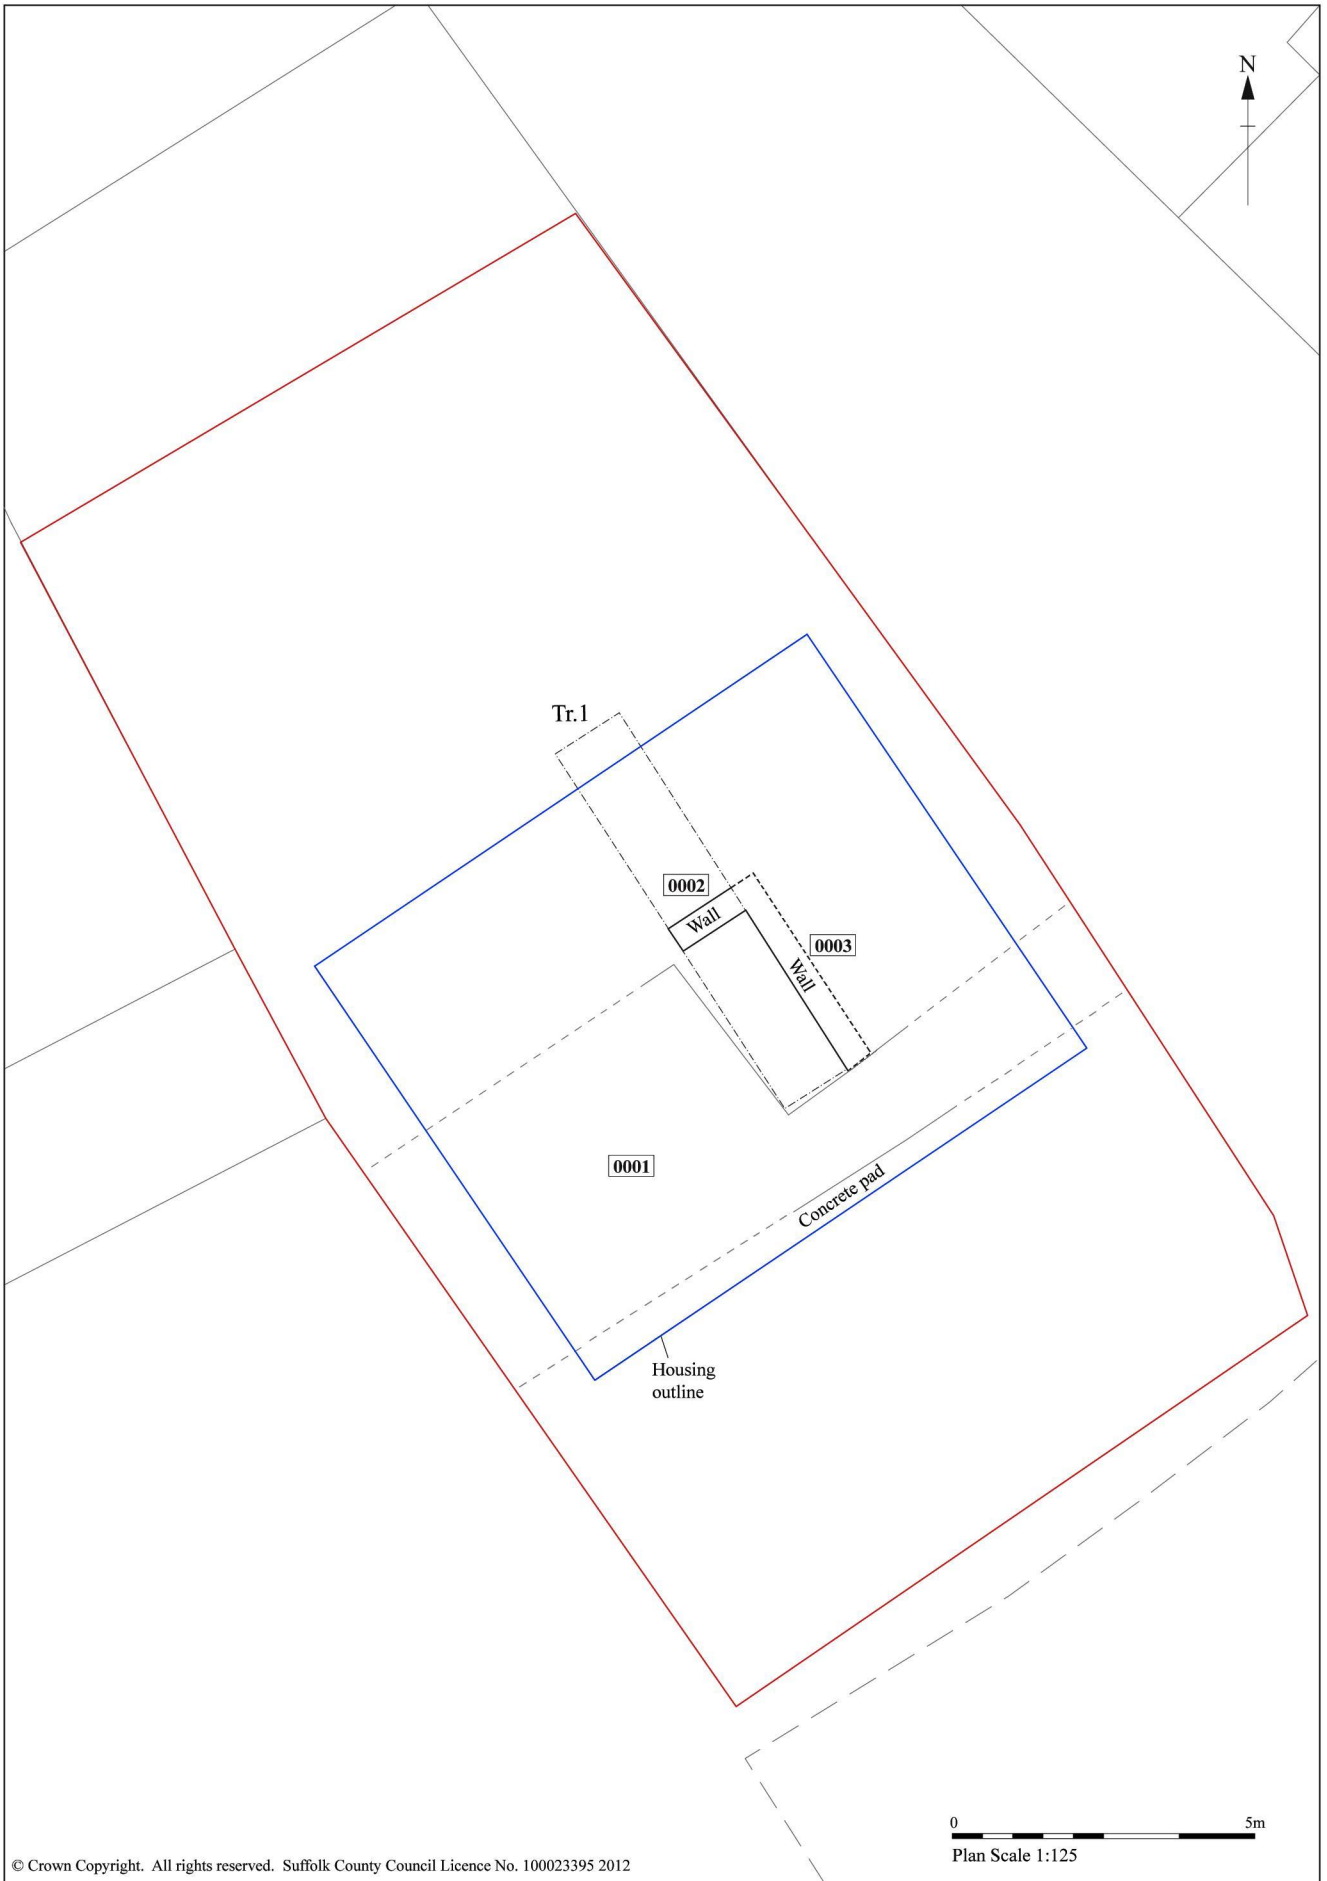 N
Tr.1
0002
Wall
0003
Wall
0001
Concrete pad
Housing
outline
0 5m
Plan Scale 1:125
© Crown Copyright. All rights reserved. Suffolk County Council Licence No. 100023395 2012